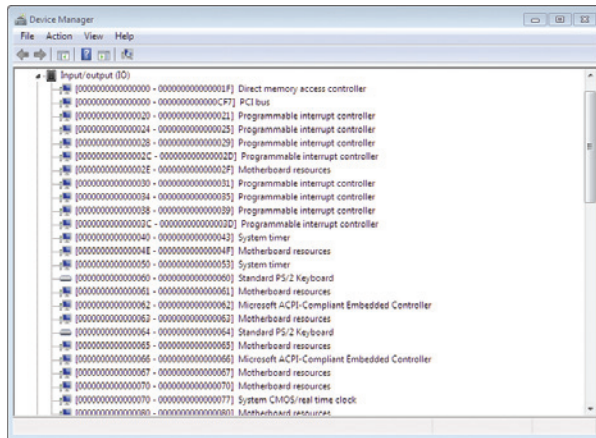 Device Manager
File Action View Help
Input/output (IO)
[0000000000000000 - 000000000000001F] Direct memory access controller
[0000000000000000 - 0000000000000CF7] PCI bus
[0000000000000020 - 0000000000000021] Programmable interrupt controller
[0000000000000024 - 0000000000000025] Programmable interrupt controller
[0000000000000028 - 0000000000000029] Programmable interrupt controller
[000000000000002C - 000000000000002D] Programmable interrupt controller
[000000000000002E - 000000000000002F] Motherboard resources
[0000000000000030 - 0000000000000031] Programmable interrupt controller
[0000000000000034 - 0000000000000035] Programmable interrupt controller
[0000000000000038 - 0000000000000039] Programmable interrupt controller
[000000000000003C - 000000000000003D] Programmable interrupt controller
[0000000000000040 - 0000000000000043] System timer
[000000000000004E - 000000000000004F] Motherboard resources
[0000000000000050 - 0000000000000053] System timer
[0000000000000060 - 0000000000000060] Standard PS/2 Keyboard
[0000000000000061 - 0000000000000061] Motherboard resources
[0000000000000062 - 0000000000000062] Microsoft ACPI-Compliant Embedded Controller
[0000000000000063 - 0000000000000063] Motherboard resources
[0000000000000064 - 0000000000000064] Standard PS/2 Keyboard
[0000000000000065 - 0000000000000065] Motherboard resources
[0000000000000066 - 0000000000000066] Microsoft ACPI-Compliant Embedded Controller
[0000000000000067 - 0000000000000067] Motherboard resources
[0000000000000070 - 0000000000000070] Motherboard resources
[0000000000000070 - 0000000000000077] System CMOS/real time clock
[0000000000000080 - 0000000000000080] Motherboard resources